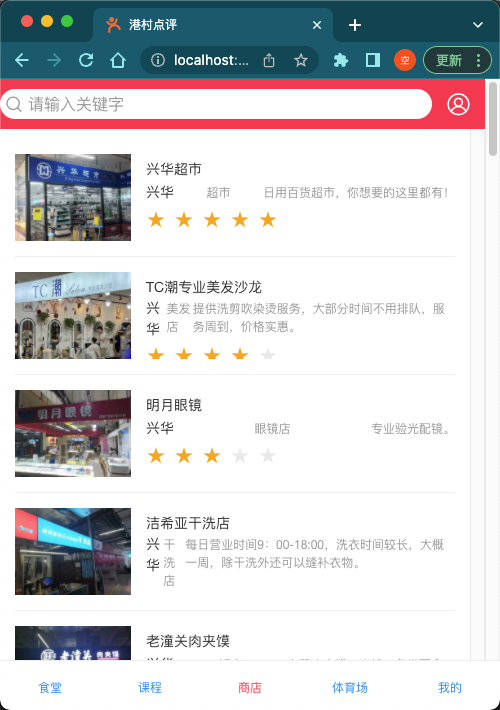 港村点评
localhost:...
空
更新
请输入关键字
兴华超市
兴华 超市 日用百货超市，你想要的这里都有！
TC潮专业美发沙龙
兴华 美发店 提供洗剪吹染烫服务，大部分时间不用排队，服
务周到，价格实惠。
明月眼镜
兴华 眼镜店 专业验光配镜。
洁希亚干洗店
兴华 干洗店 每日营业时间9：00-18:00，洗衣时间较长，大概
一周，除干洗外还可以缝补衣物。
老潼关肉夹馍
食堂 课程 商店 体育场 我的